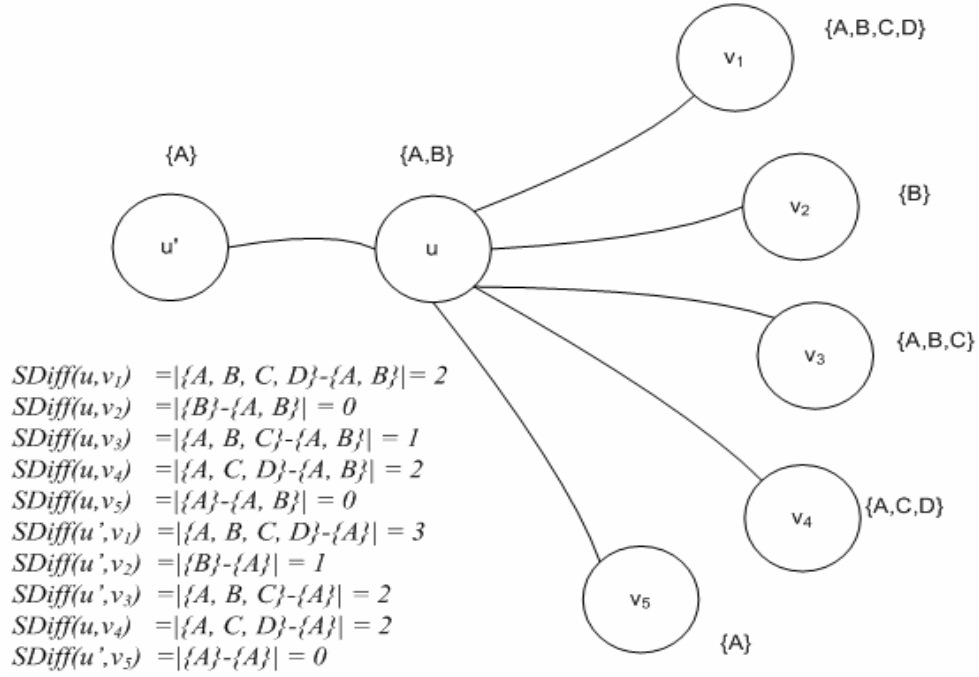 {A,B,C,D}
v1
{A}
{A,B}
{B}
v2
u'
u
{A,B,C}
v3
SDiff(u,v1) =|{A, B, C, D}-{A, B}|= 2
SDiff(u,v2) =|{B}-{A, B}| = 0
SDiff(u,v3) =|{A, B, C}-{A, B}| = 1
SDiff(u,v4) =|{A, C, D}-{A, B}| = 2
SDiff(u,v5) =|{A}-{A, B}| = 0
SDiff(u',v1) =|{A, B, C, D}-{A}| = 3
SDiff(u',v2) =|{B}-{A}| = 1
SDiff(u',v3) =|{A, B, C}-{A}| = 2
SDiff(u,v4) =|{A, C, D}-{A}| = 2
SDiff(u',v5) =|{A}-{A}| = 0
v4
{A,C,D}
v5
{A}